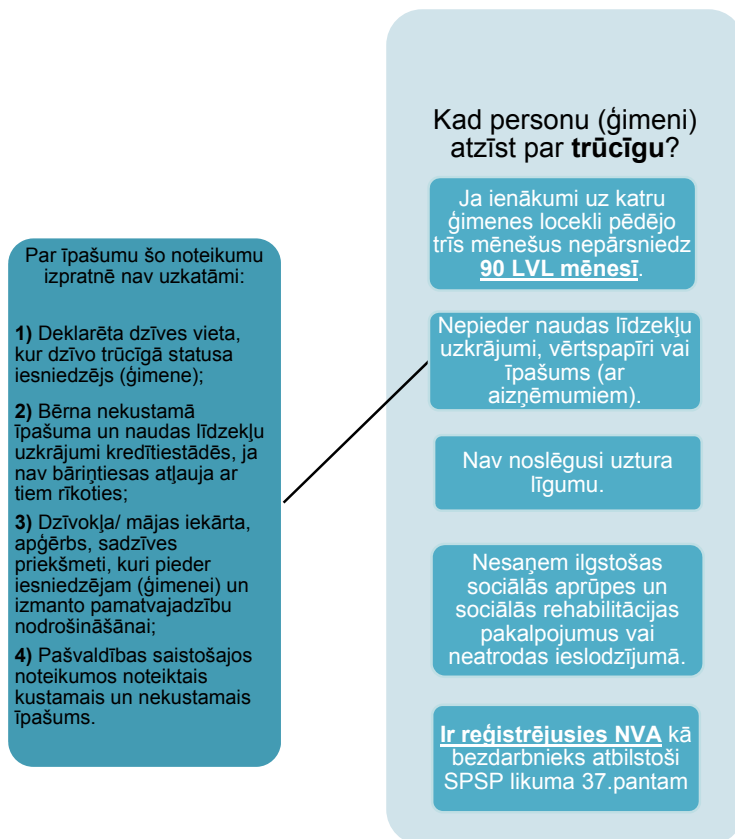 Kad personu (ģimeni)
atzīst par trūcīgu?
Ja ienākumi uz katru
ģimenes locekli pēdējo
trīs mēnešus nepārsniedz
90 LVL mēnesī.
Nepieder naudas līdzekļu
uzkrājumi, vērtspapīri vai
īpašums (ar
aizņēmumiem).
Nav noslēgusi uztura
līgumu.
Nesaņem ilgstošas
sociālās aprūpes un
sociālās rehabilitācijas
pakalpojumus vai
neatrodas ieslodzījumā.
Ir reģistrējusies NVA kā
bezdarbnieks atbilstoši
SPSP likuma 37.pantam
Par īpašumu šo noteikumu
izpratnē nav uzkatāmi:
1) Deklarēta dzīves vieta,
kur dzīvo trūcīgā statusa
iesniedzējs (ģimene);
2) Bērna nekustamā
īpašuma un naudas līdzekļu
uzkrājumi kredītiestādēs, ja
nav bāriņtiesas atļauja ar
tiem rīkoties;
3) Dzīvokļa/ mājas iekārta,
apģērbs, sadzīves
priekšmeti, kuri pieder
iesniedzējam (ģimenei) un
izmanto pamatvajadzību
nodrošināšānai;
4) Pašvaldības saistošajos
noteikumos noteiktais
kustamais un nekustamais
īpašums.